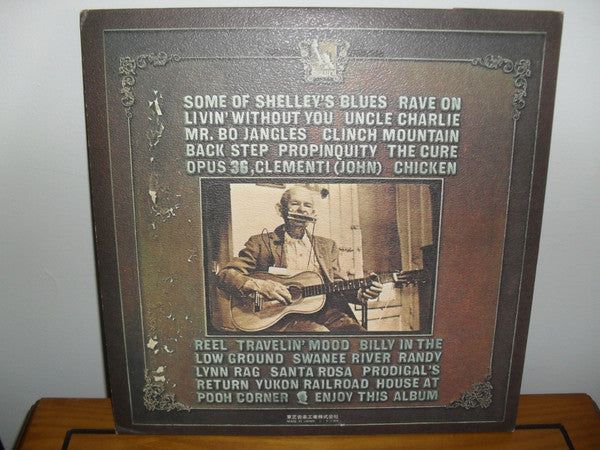 SOME OF SHELLEY'S BLUES RAVE ON
LIVIN' WITHOUT YOU UNCLE CHARLIE
MR. BO JANGLES CLINCH MOUNTAIN
BACK STEP PROPINQUITY THE CURE
OPUS 36, CLEMENTI (JOHN) CHICKEN
REEL TRAVELIN' MOOD BILLY IN THE
LOW GROUND SWANEE RIVER RANDY
LYNN RAG SANTA ROSA PRODIGAL'S
RETURN YUKON RAILROAD HOUSE AT
POOH CORNER ENJOY THIS ALBUM
東芝音楽工業株式会社
MADE IN JAPAN